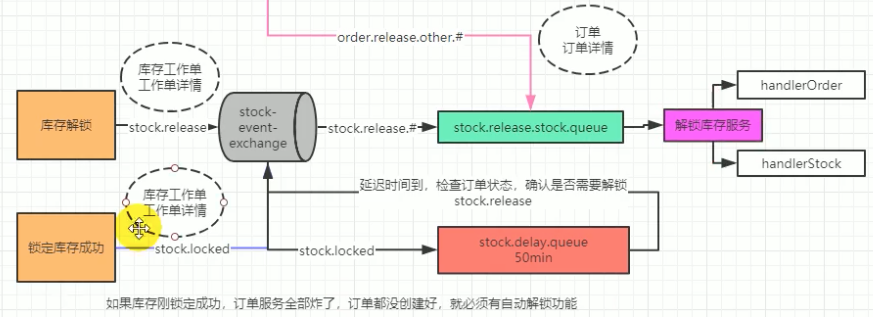 order.release.other.#
订单
订单详情
库存工作单
工作单详情
库存解锁
stock.release
stock-
event-
exchange
stock.release.#
stock.release.stock.queue
解锁库存服务
handlerOrder
handlerStock
库存工作单
工作单详情
延迟时间到，检查订单状态，确认是否需要解锁
stock.release
锁定库存成功
stock.locked
stock.locked
stock.delay.queue
50min
如果库存刚锁定成功，订单服务全部炸了，订单都没创建好，就必须有自动解锁功能